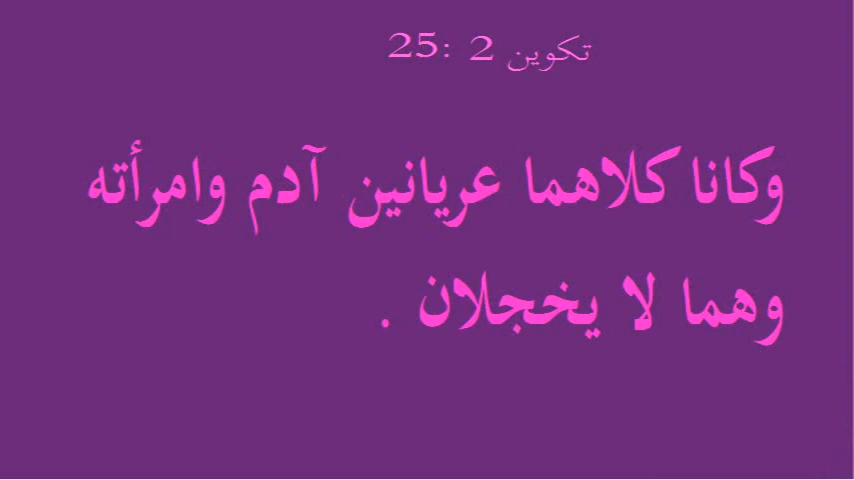 تكوين 2 :25
وكانا كلاهما عريانين آدم وامرأته
وهما لا يخجلان .